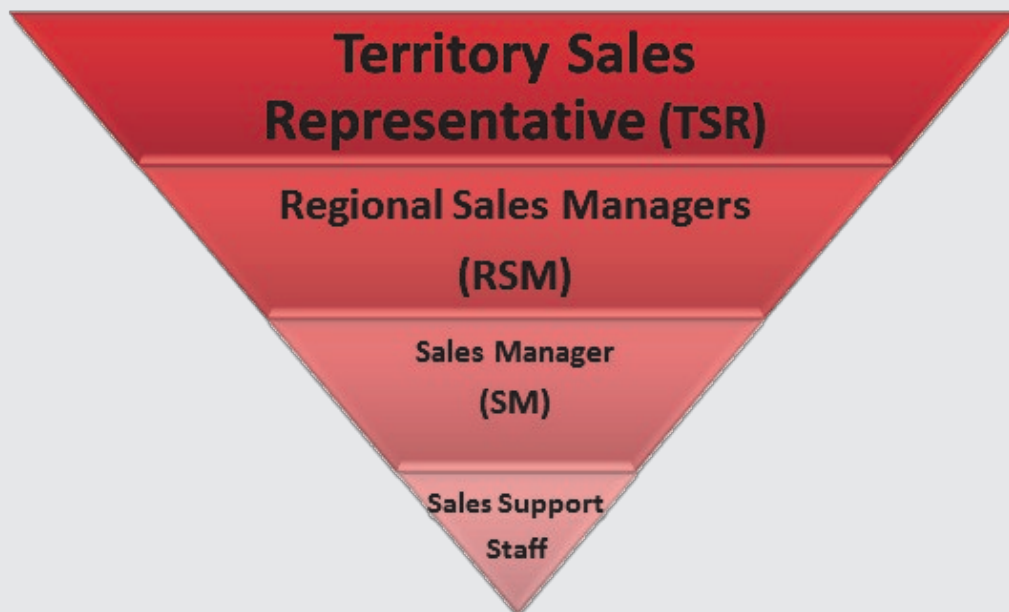 Territory Sales
Representative (TSR)
Regional Sales Managers
(RSM)
Sales Manager
(SM)
Sales Support
Staff